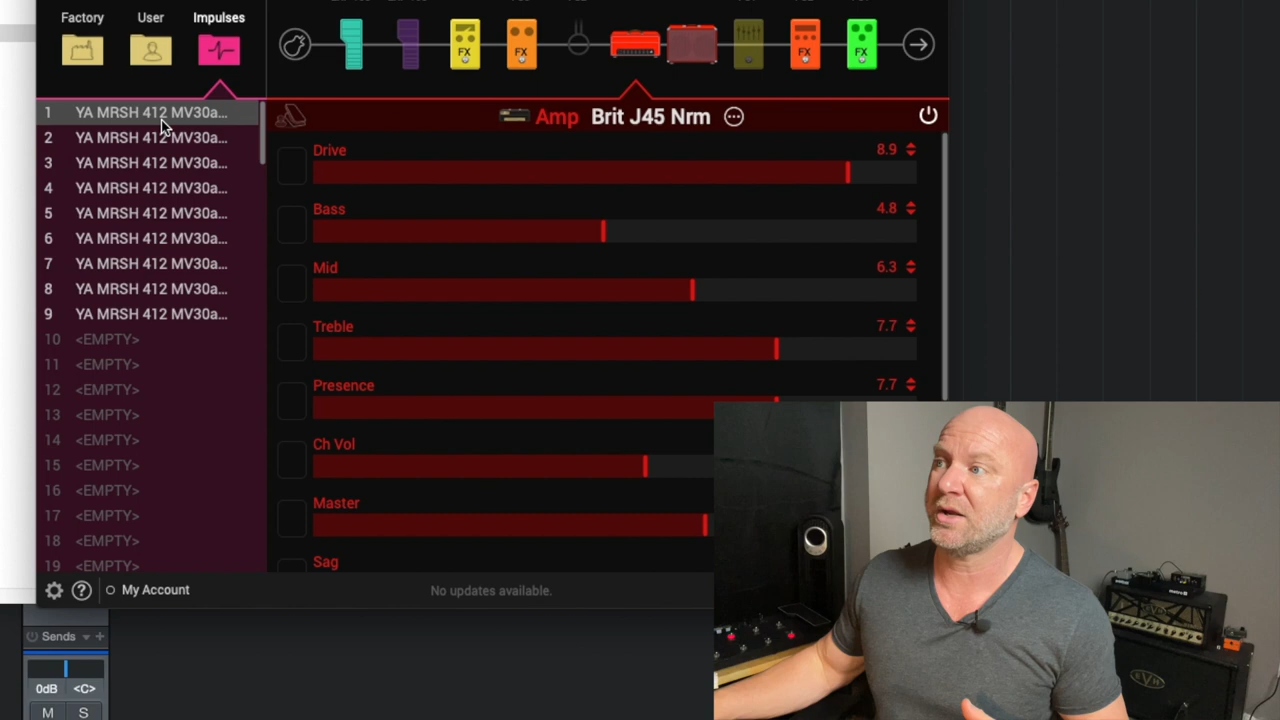 Factory User Impulses
FX FX FX FX
1 YA MRSH 412 MV30a...
2 YA MRSH 412 MV30a...
3 YA MRSH 412 MV30a...
4 YA MRSH 412 MV30a...
5 YA MRSH 412 MV30a...
6 YA MRSH 412 MV30a...
7 YA MRSH 412 MV30a...
8 YA MRSH 412 MV30a...
9 YA MRSH 412 MV30a...
10 <EMPTY>
11 <EMPTY>
12 <EMPTY>
13 <EMPTY>
14 <EMPTY>
15 <EMPTY>
16 <EMPTY>
17 <EMPTY>
18 <EMPTY>
19 <EMPTY>
Amp Brit J45 Nrm
Drive 8.9
Bass 4.8
Mid 6.3
Treble 7.7
Presence 7.7
Ch Vol
Master
Sag
? My Account
No updates available.
Sends +
0dB <C>
M S
EVH